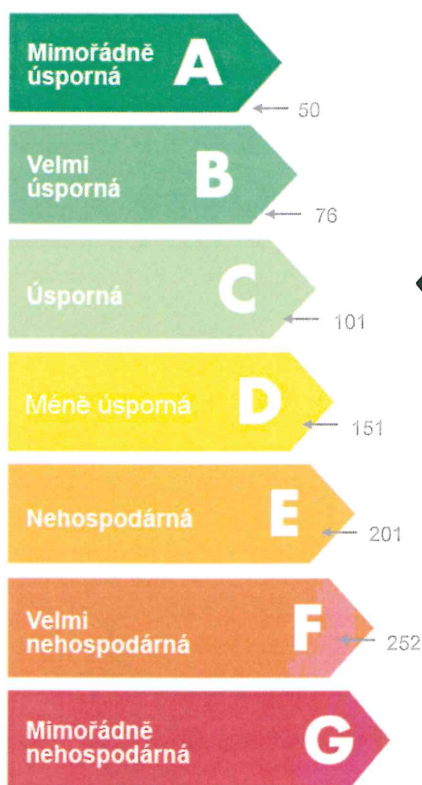 Mimořádně
úsporná
A
50
Velmi
úsporná
B
76
Úsporná
C
101
Méně úsporná
D
151
Nehospodárná
E
201
Velmi
nehospodárná
F
252
Mimořádně
nehospodárná
G